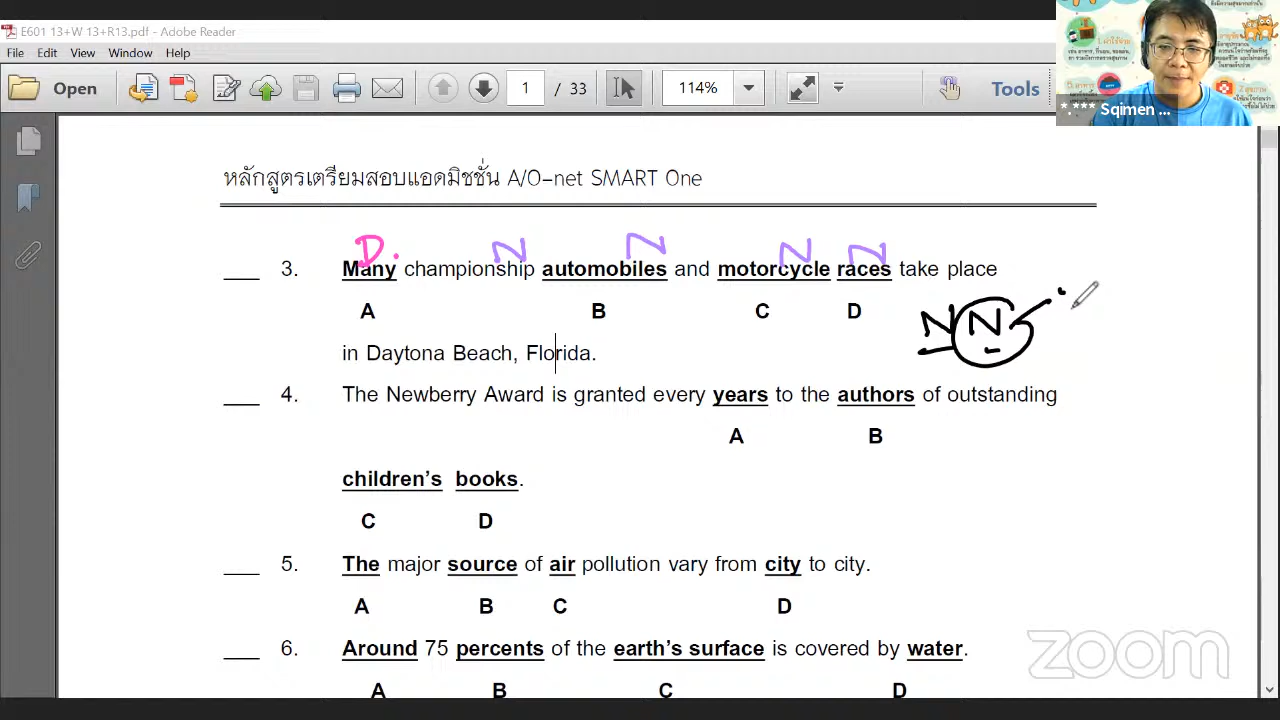 E601 13+W 13+R13.pdf - Adobe Reader
File Edit View Window Help
Open 1 / 33 114% Tools
* *** Sqimen ...
หลักสูตรเตรียมสอบแอดมิชชั่น A/O-net SMART One
D. N N N N
___ 3. Many championship automobiles and motorcycle races take place
A B C D
N N
in Daytona Beach, Florida.
___ 4. The Newberry Award is granted every years to the authors of outstanding
A B
children's books.
C D
___ 5. The major source of air pollution vary from city to city.
A B C D
___ 6. Around 75 percents of the earth's surface is covered by water.
A B C D
zoom